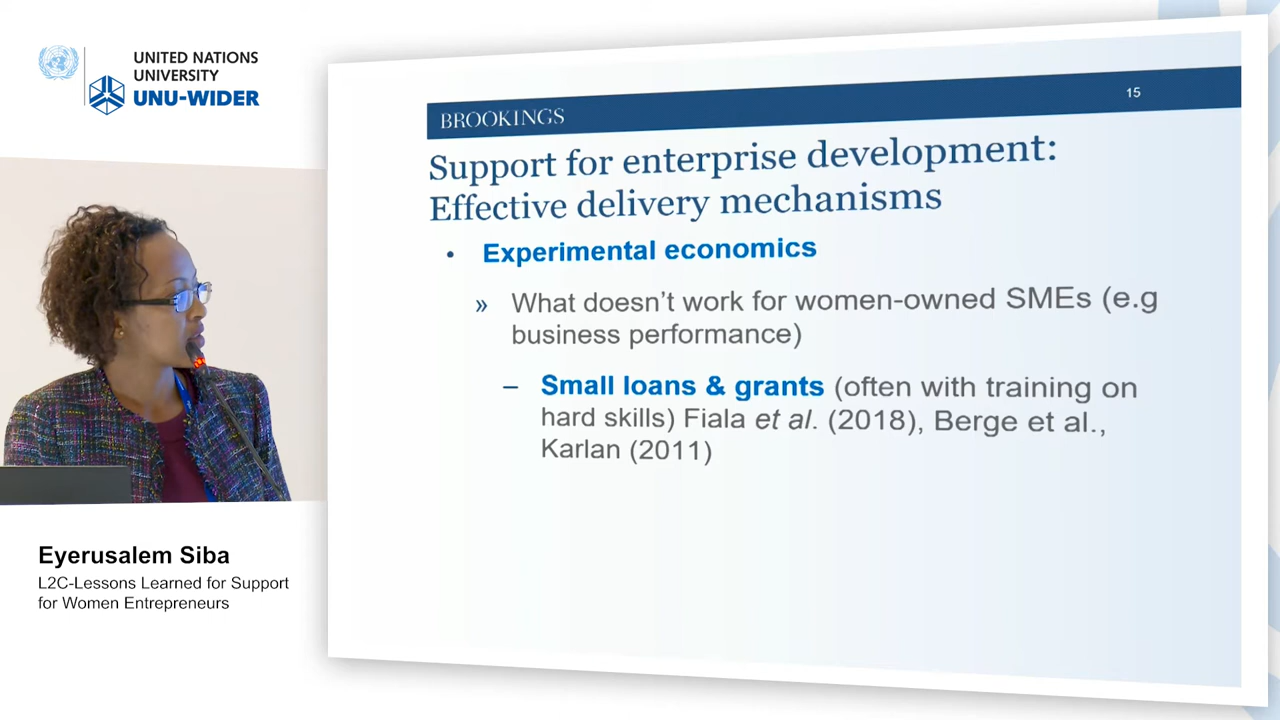 UNITED NATIONS
UNIVERSITY
UNU-WIDER
BROOKINGS
15
Support for enterprise development:
Effective delivery mechanisms
• Experimental economics
» What doesn’t work for women-owned SMEs (e.g
business performance)
– Small loans & grants (often with training on
hard skills) Fiala et al. (2018), Berge et al.,
Karlan (2011)
Eyerusalem Siba
L2C-Lessons Learned for Support
for Women Entrepreneurs